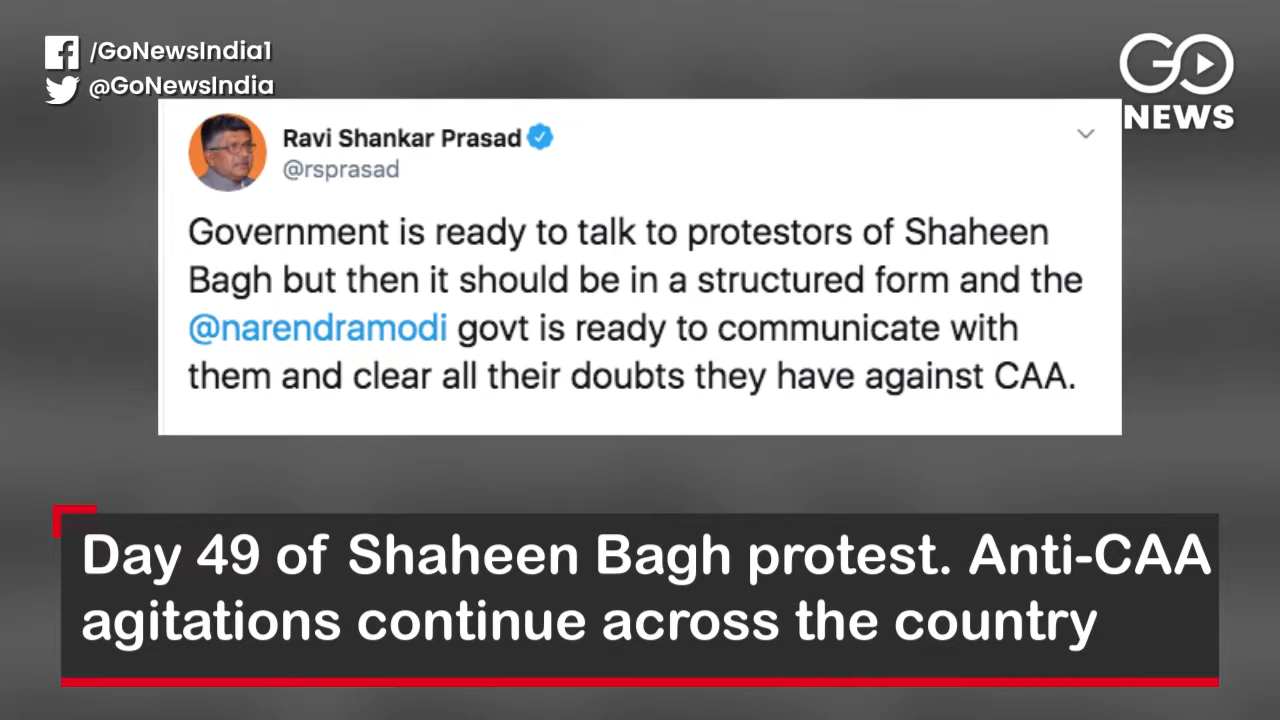 /GoNewsIndia1
@GoNewsIndia
GO
NEWS
Ravi Shankar Prasad
@rsprasad
Government is ready to talk to protestors of Shaheen
Bagh but then it should be in a structured form and the
@narendramodi govt is ready to communicate with
them and clear all their doubts they have against CAA.
Day 49 of Shaheen Bagh protest. Anti-CAA
agitations continue across the country